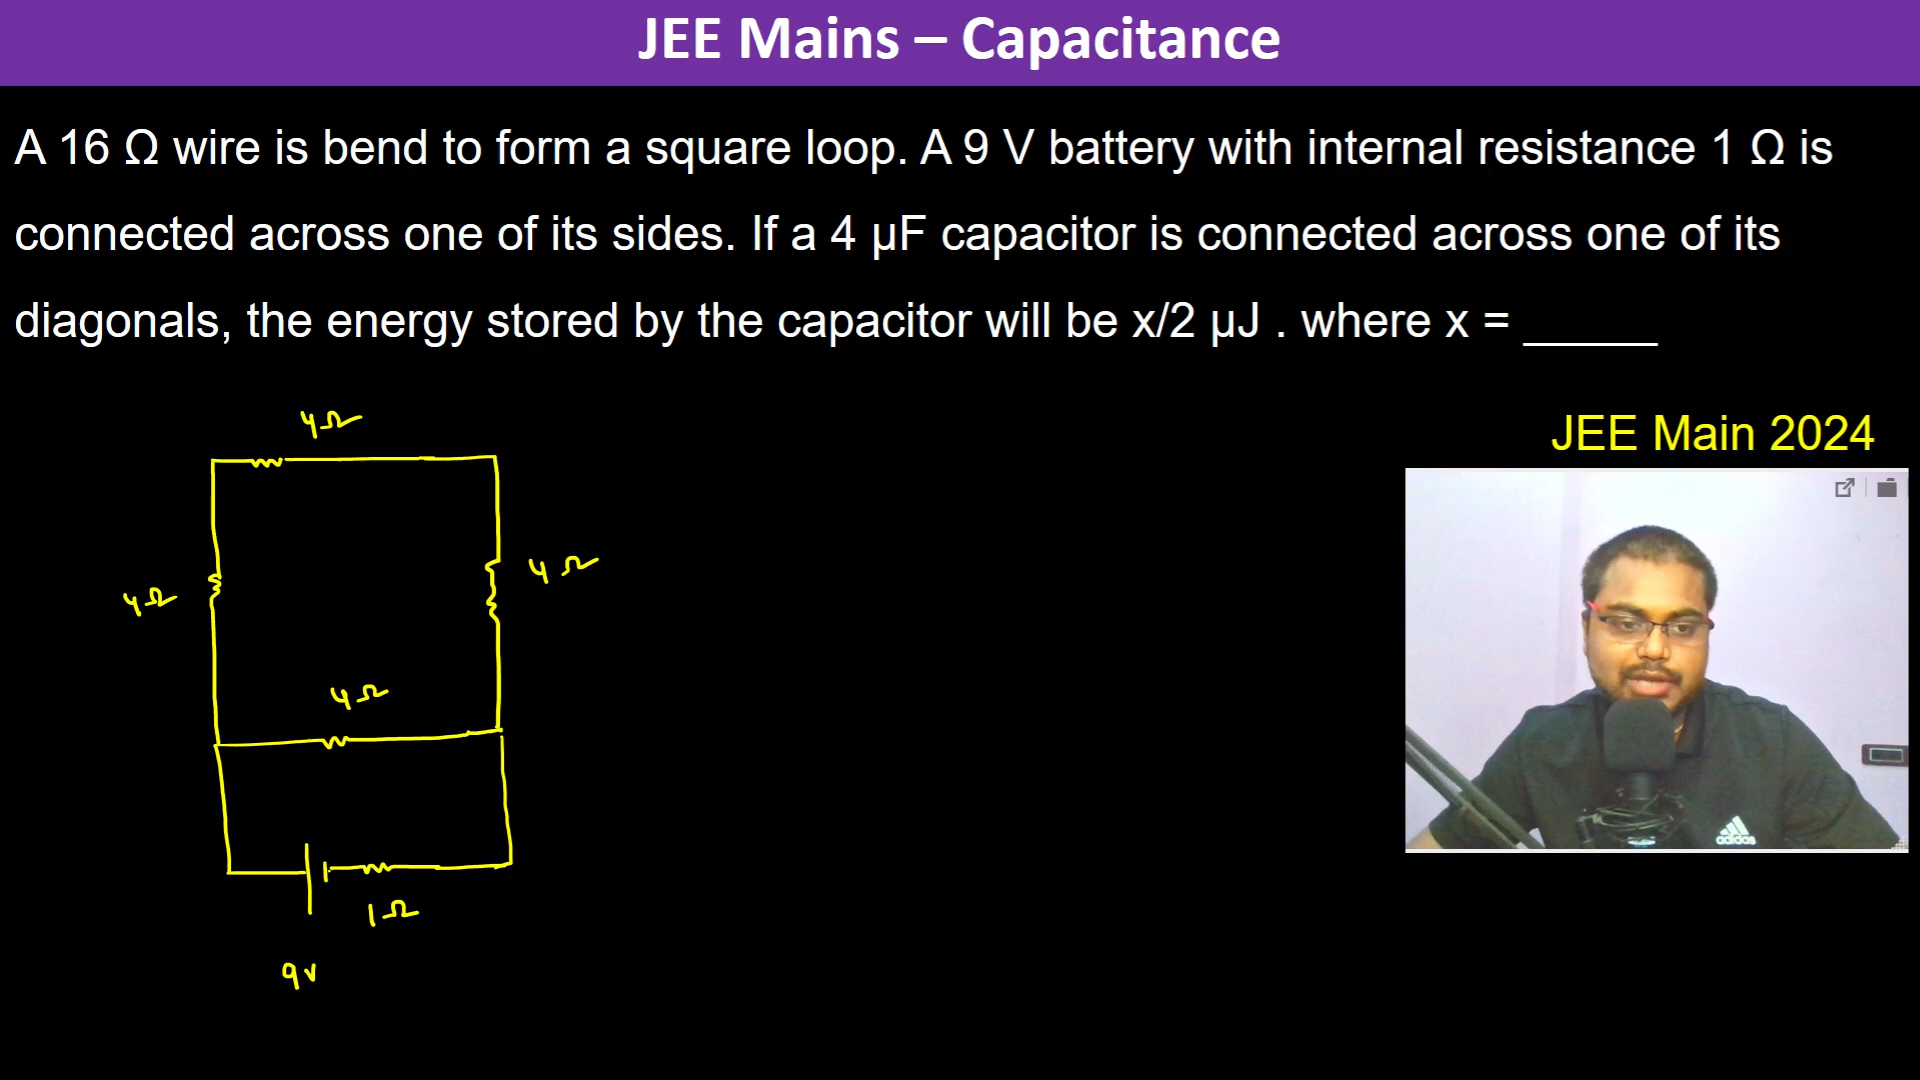 JEE Mains – Capacitance
A 16 Ω wire is bend to form a square loop. A 9 V battery with internal resistance 1 Ω is
connected across one of its sides. If a 4 μF capacitor is connected across one of its
diagonals, the energy stored by the capacitor will be x/2 μJ . where x = _____
4Ω
JEE Main 2024
4Ω
4Ω
4Ω
1Ω
9V
adidas